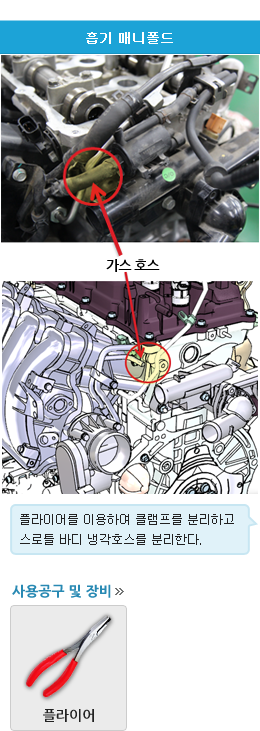 흡기 매니폴드
가스 호스
플라이어를 이용하여 클램프를 분리하고
스로틀 바디 냉각호스를 분리한다.
사용공구 및 장비 »
플라이어